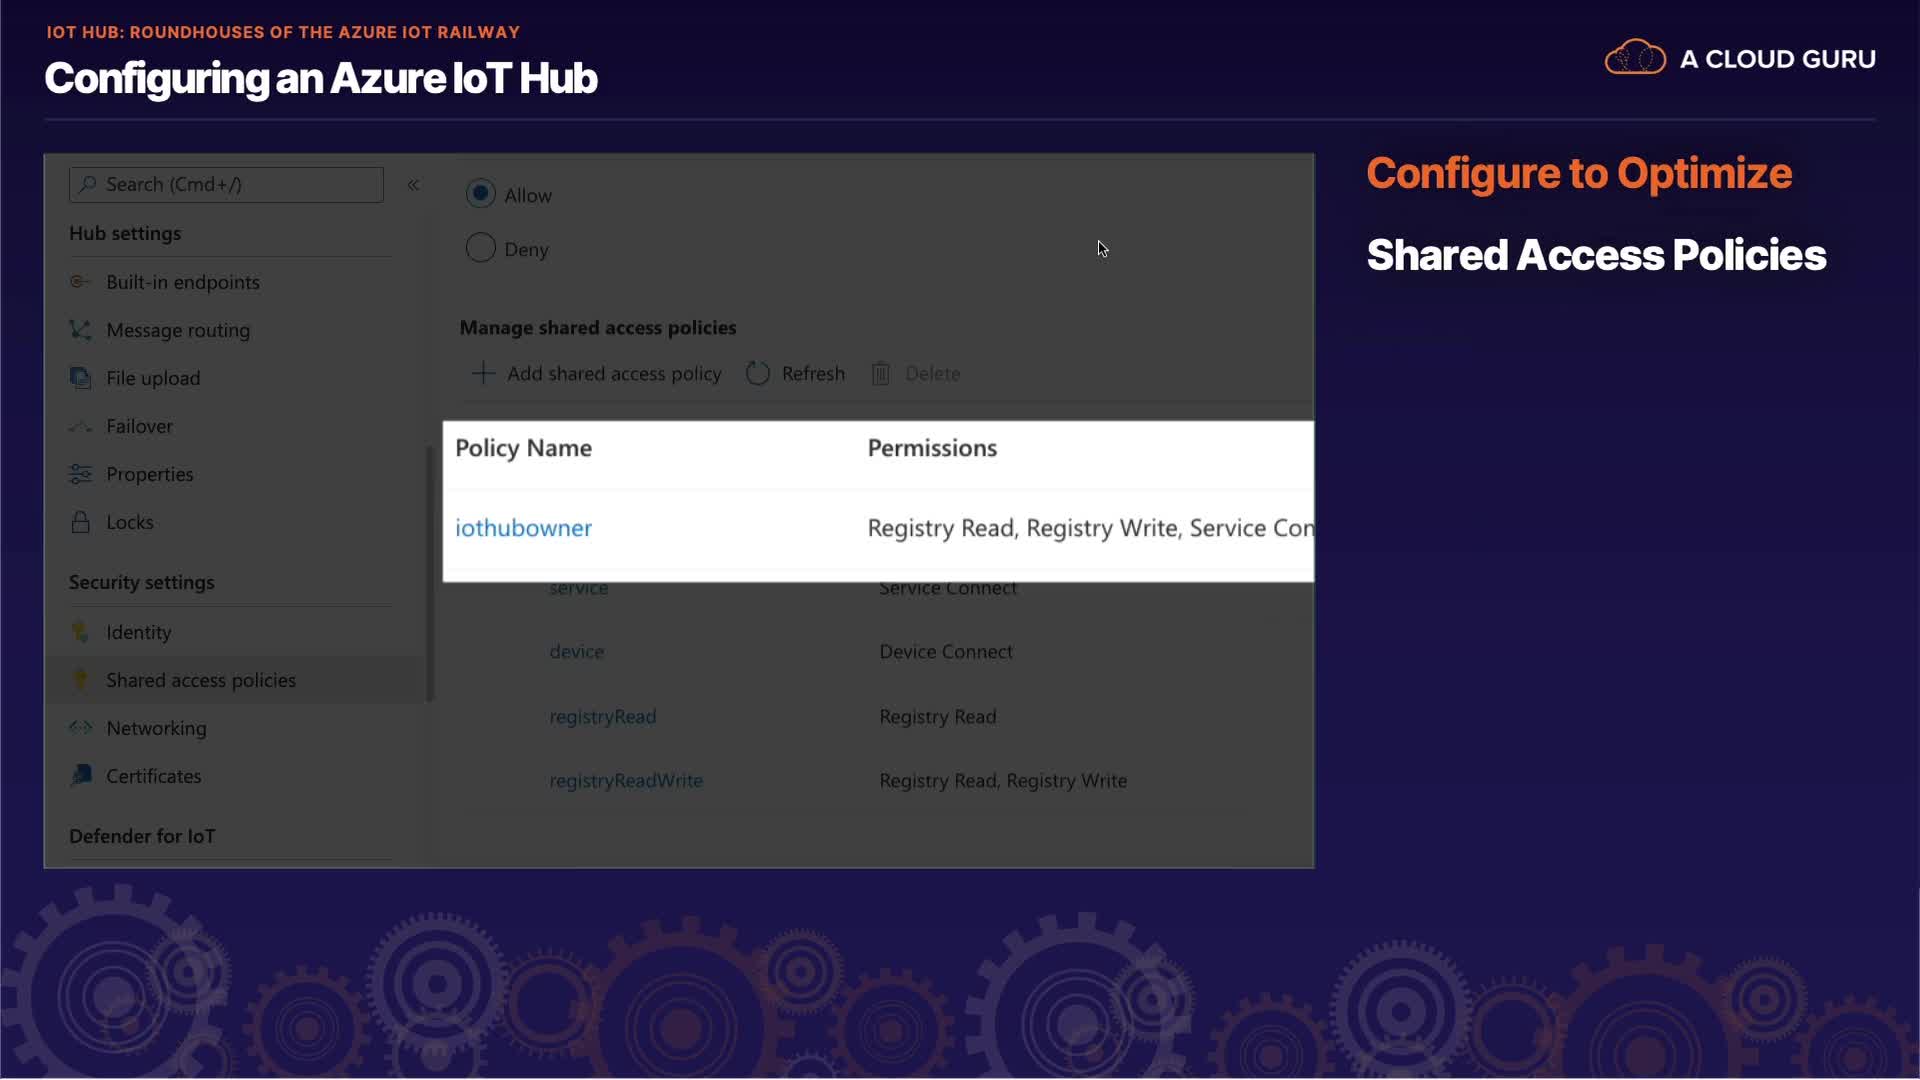 IOT HUB: ROUNDHOUSES OF THE AZURE IOT RAILWAY
Configuring an Azure IoT Hub
A CLOUD GURU
Search (Cmd+/)
«
Hub settings
Built-in endpoints
Message routing
File upload
Failover
Properties
Locks
Security settings
Identity
Shared access policies
Networking
Certificates
Defender for IoT
Allow
Deny
Manage shared access policies
Add shared access policy Refresh Delete
Policy Name Permissions
iothubowner Registry Read, Registry Write, Service Con
service Service Connect
device Device Connect
registryRead Registry Read
registryReadWrite Registry Read, Registry Write
Configure to Optimize
Shared Access Policies